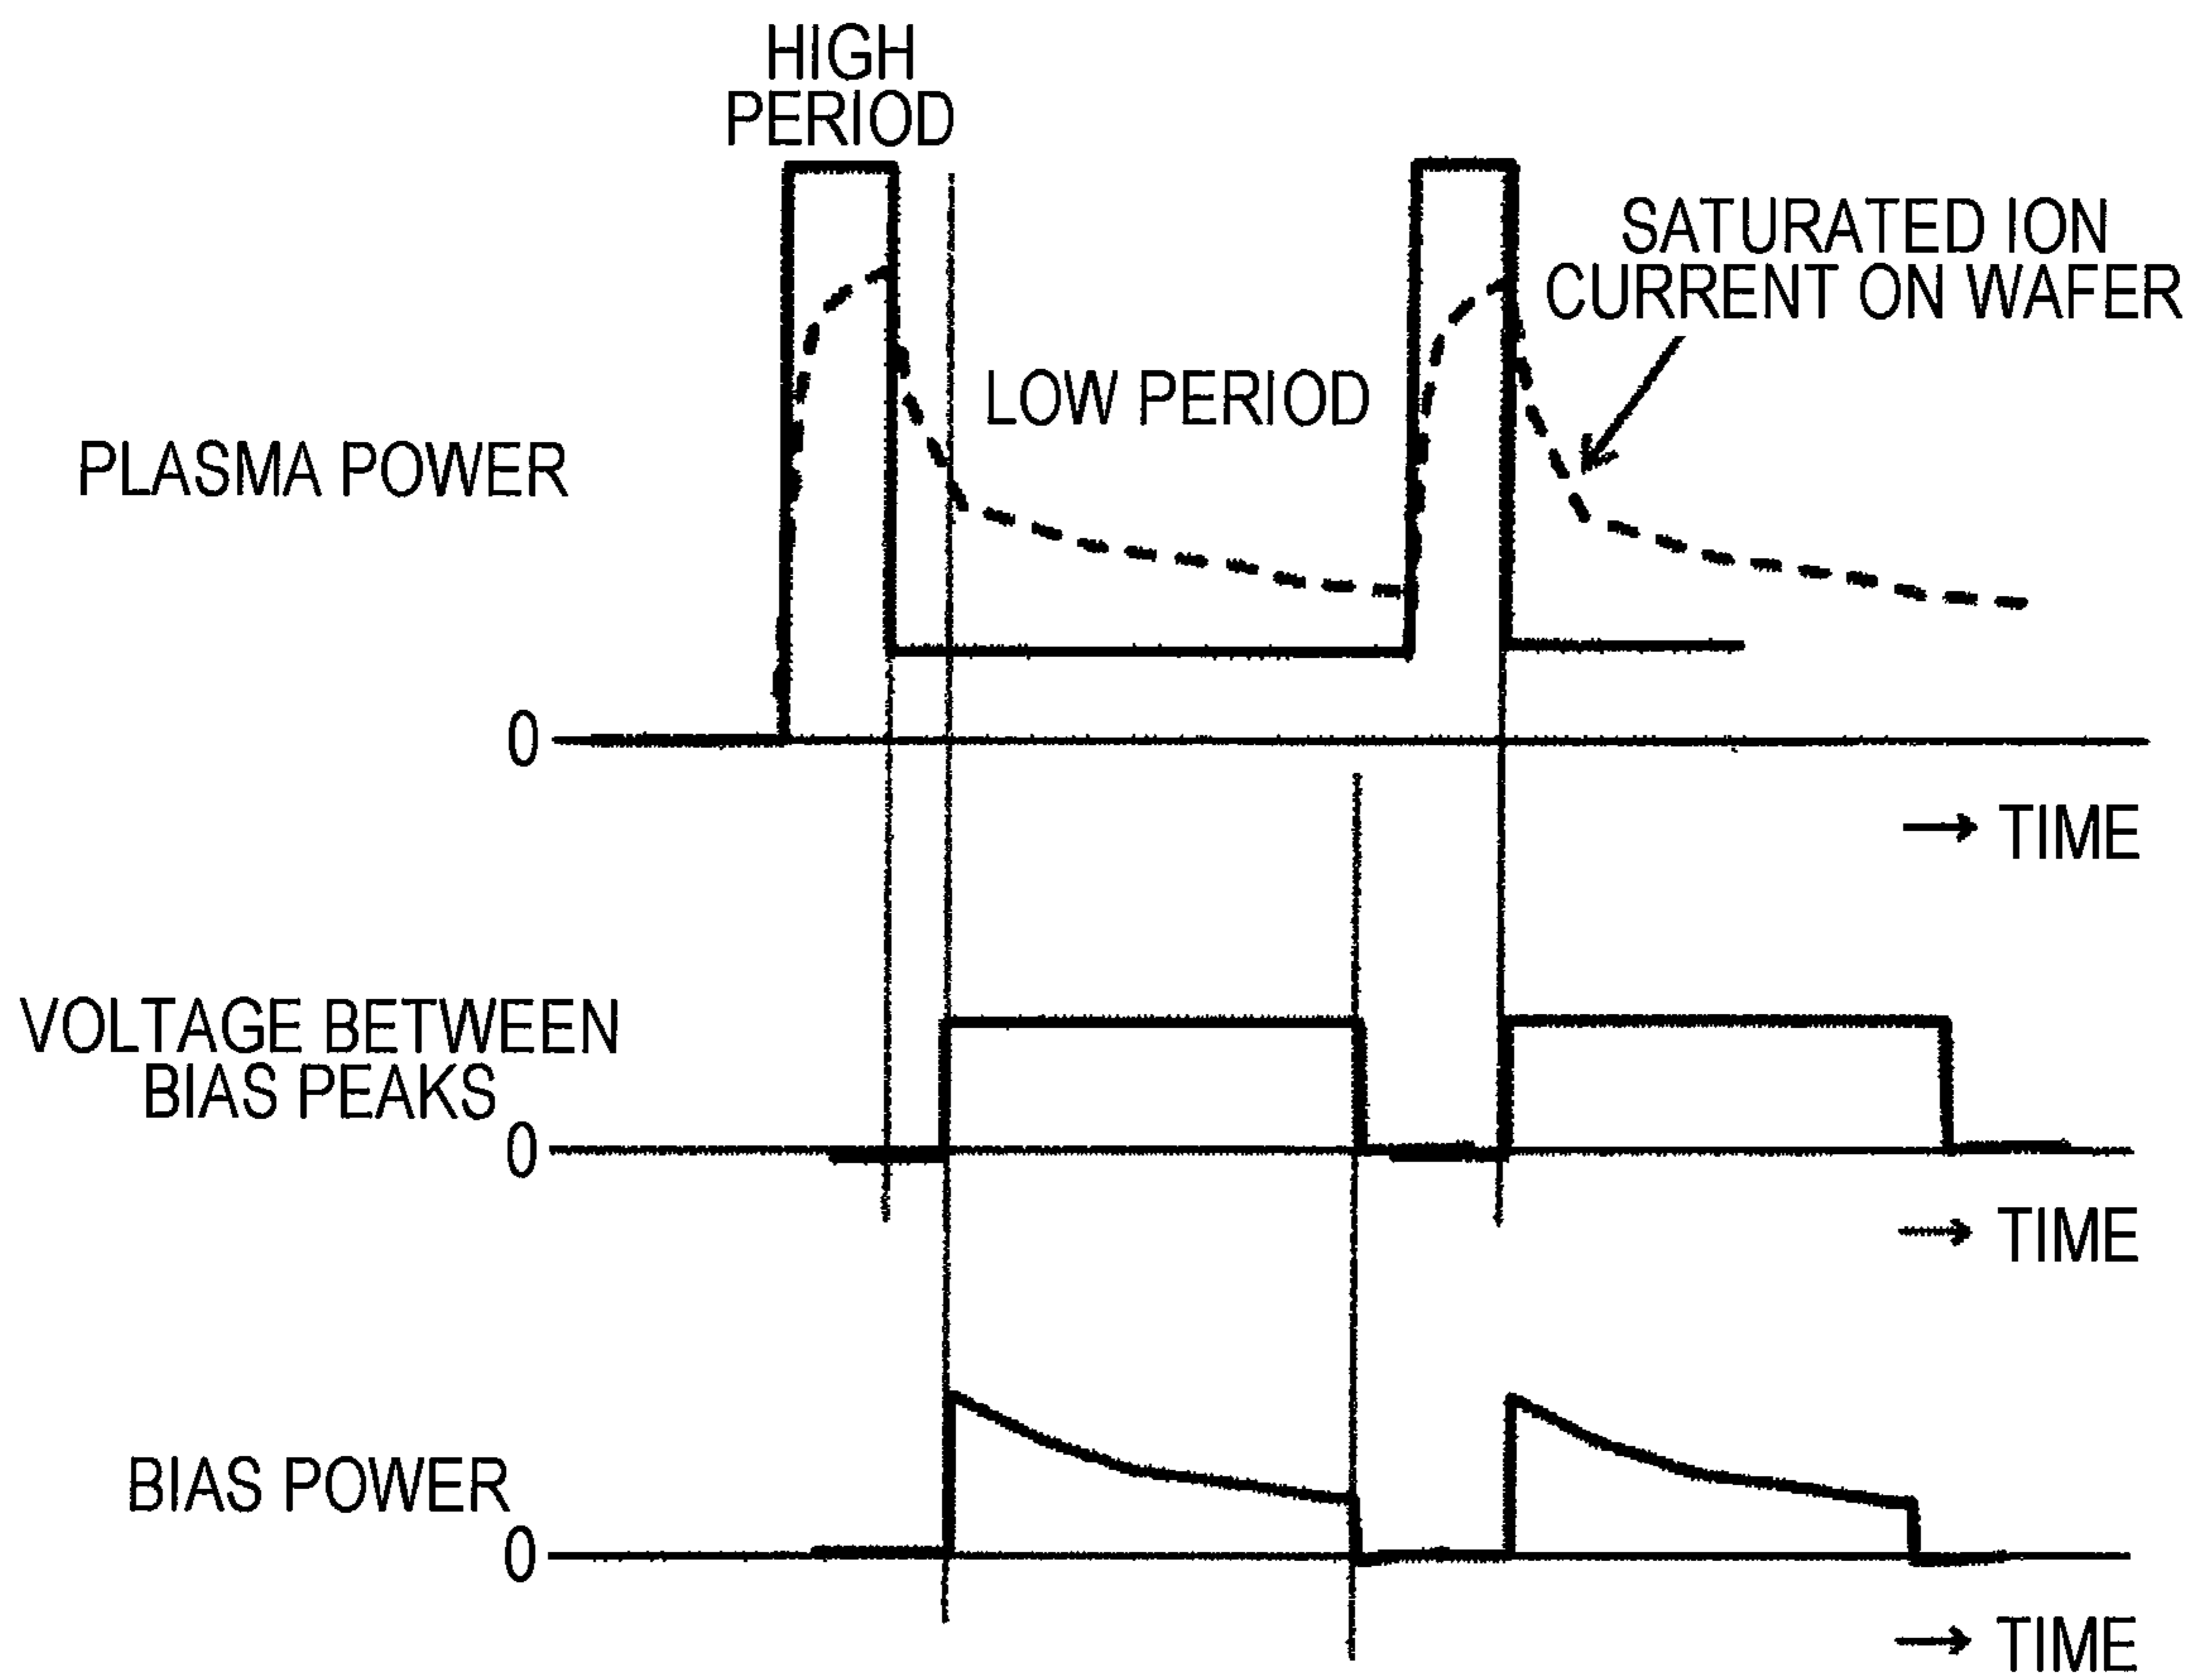 HIGH
PERIOD
SATURATED ION
CURRENT ON WAFER
LOW PERIOD
PLASMA POWER
0
TIME
VOLTAGE BETWEEN
BIAS PEAKS
0
TIME
BIAS POWER
0
TIME